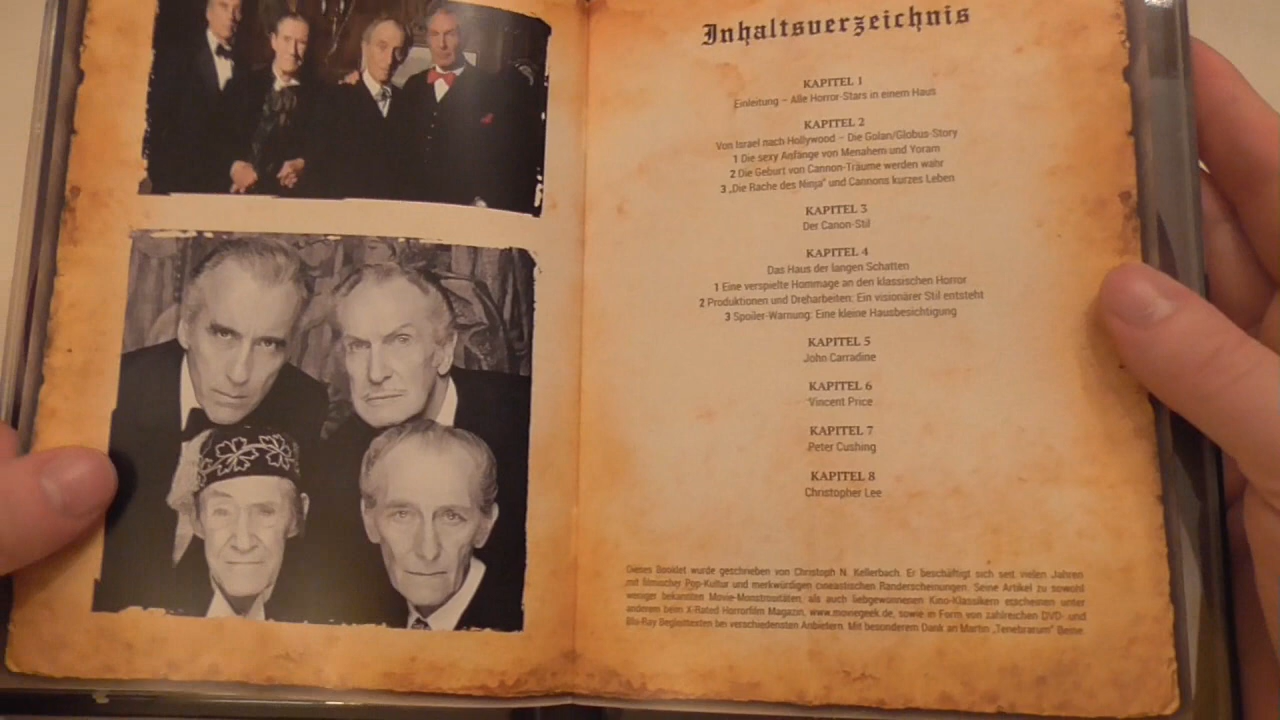 Inhaltsverzeichnis
KAPITEL 1
Einleitung – Alle Horror-Stars in einem Haus
KAPITEL 2
Von Israel nach Hollywood – Die Golan/Globus-Story
1 Die sexy Anfänge von Menahem und Yoram
2 Die Geburt von Cannon-Träume werden wahr
3 „Die Rache des Ninja" und Cannons kurzes Leben
KAPITEL 3
Der Canon-Stil
KAPITEL 4
Das Haus der langen Schatten
1 Eine verspielte Hommage an den klassischen Horror
2 Produktionen und Dreharbeiten: Ein visionärer Stil entsteht
3 Spoiler-Warnung: Eine kleine Hausbesichtigung
KAPITEL 5
John Carradine
KAPITEL 6
Vincent Price
KAPITEL 7
Peter Cushing
KAPITEL 8
Christopher Lee
Dieses Booklet wurde geschrieben von Christoph N. Kellerbach. Er beschäftigt sich seit vielen Jahren
mit filmischer Pop-Kultur und merkwürdigen cineastischen Randerscheinungen. Seine Artikel zu sowohl
weniger bekannten Movie-Monstrositäten, als auch liebgewonnenen Kino-Klassikern erscheinen unter
anderem beim X-Rated Horrorfilm Magazin, www.moviegeek.de, sowie in Form von zahlreichen DVD- und
Blu-Ray Begleittexten bei verschiedensten Anbietern. Mit besonderem Dank an Martin „Tenebrarum" Beine